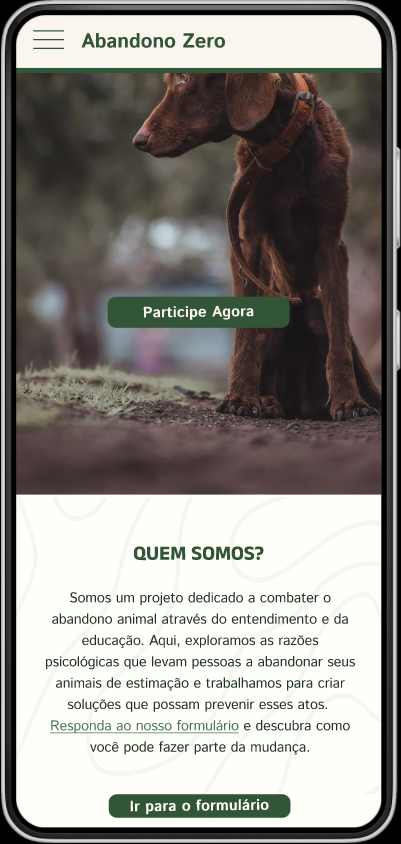 Abandono Zero
Participe Agora
QUEM SOMOS?
Somos um projeto dedicado a combater o
abandono animal através do entendimento e da
educação. Aqui, exploramos as razões
psicológicas que levam pessoas a abandonar seus
animais de estimação e trabalhamos para criar
soluções que possam prevenir esses atos.
Responda ao nosso formulário e descubra como
você pode fazer parte da mudança.
Ir para o formulário